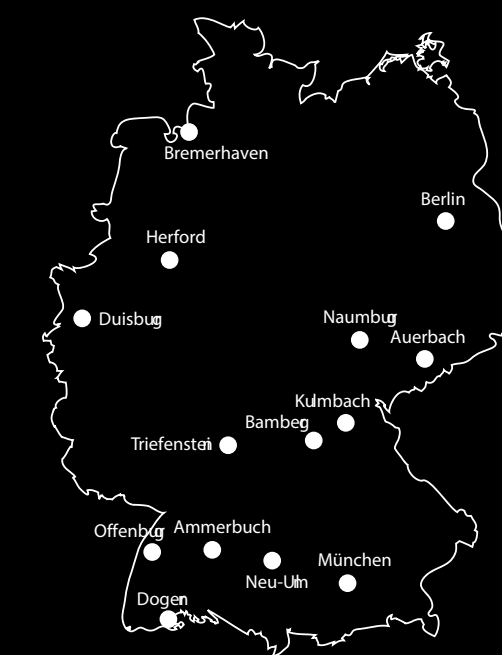 Bremerhaven
Berlin
Herford
Duisburg
Naumburg
Auerbach
Kulmbach
Bamberg
Triefenstein
Offenburg
Ammerbuch
Neu-Ulm
München
Dogern